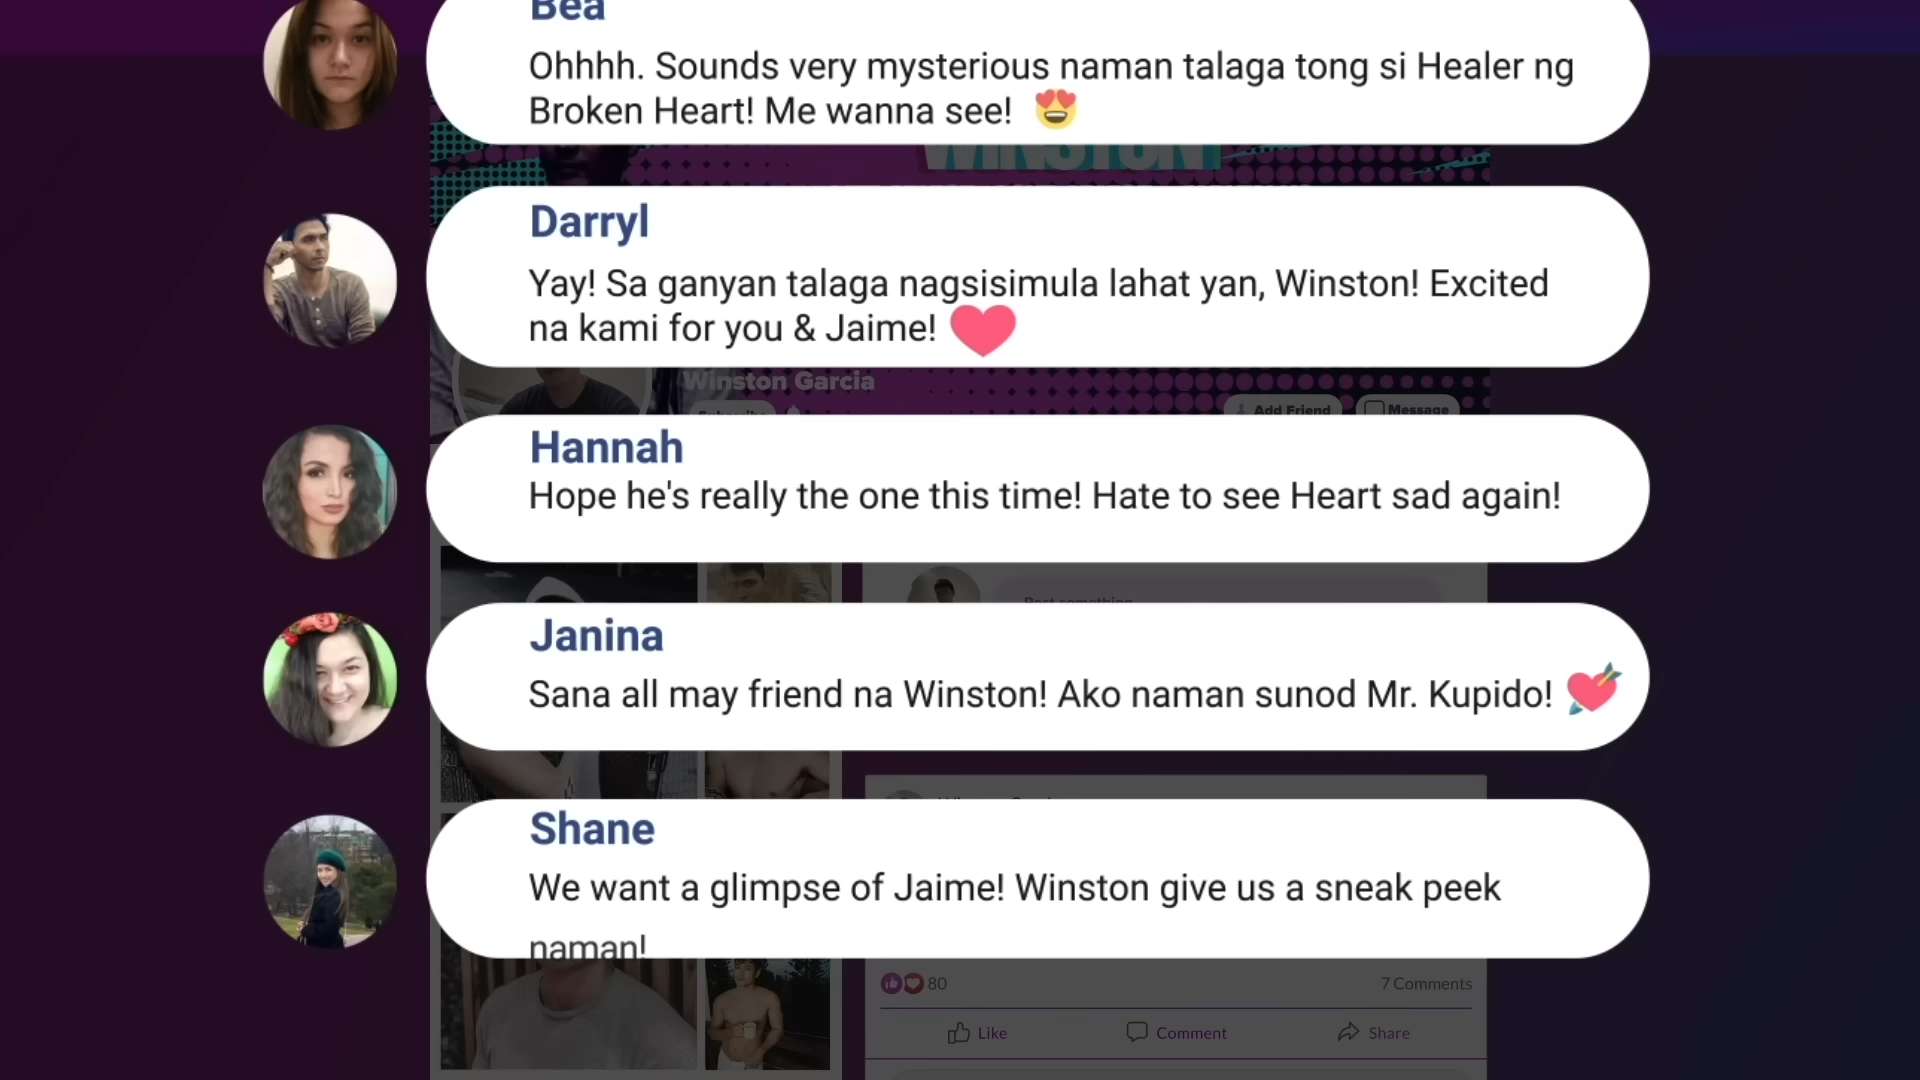 Bea
Ohhhh. Sounds very mysterious naman talaga tong si Healer ng
Broken Heart! Me wanna see!
WINSTON
Darryl
Yay! Sa ganyan talaga nagsisimula lahat yan, Winston! Excited
na kami for you & Jaime!
Winston Garcia
Subscribe
Add Friend
Message
Hannah
Hope he's really the one this time! Hate to see Heart sad again!
Post something
Janina
Sana all may friend na Winston! Ako naman sunod Mr. Kupido!
Shane
We want a glimpse of Jaime! Winston give us a sneak peek
naman!
80
7 Comments
Like
Comment
Share